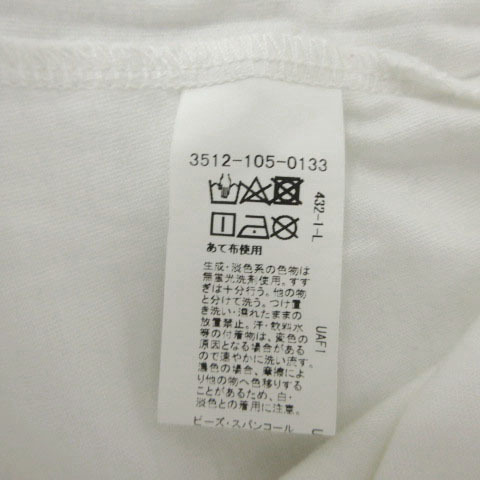 3512-105-0133
432-1-L
あて布使用
UAF1
生成・淡色系の色物は
無蛍光洗剤使用。すす
ぎは十分行う。他の物
と分けて洗う。つけ置
き洗い・濡れたままの
放置禁止。汗・飲料水
等の付着物は、変色の
原因となる場合がある
ので速やかに洗い流す。
濃色の場合、摩擦によ
り他の物へ色移りする
ことがあるため、白・
淡色との着用に注意。
ビーズ・スパンコール